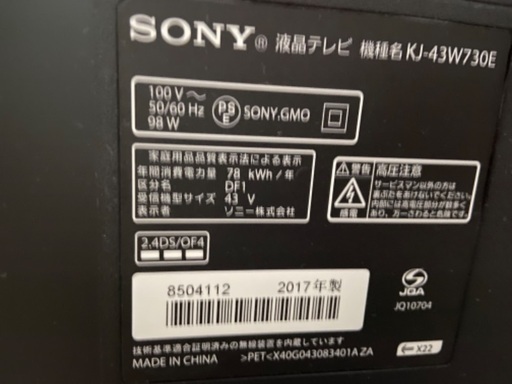 SONY® 液晶テレビ 機種名 KJ-43W730E
100 V～
50/60 Hz
98 W
PSE
SONY.GMO
家庭用品品質表示法による表示
年間消費電力量 78 kWh/年
区分名 DF1
受信機型サイズ 43 V
表示者 ソニー株式会社
警告 高圧注意
サービスマン以外の方は
裏ぶたをあけないでください
内部には高電圧部分が数多く
あり、万一さわると危険です
感電
2.4DS/OF4
8504112 2017年製
JQA
JQ10704
技術基準適合証明済みの無線装置を内蔵しています
MADE IN CHINA >PET< X40G043083401A ZA
X22